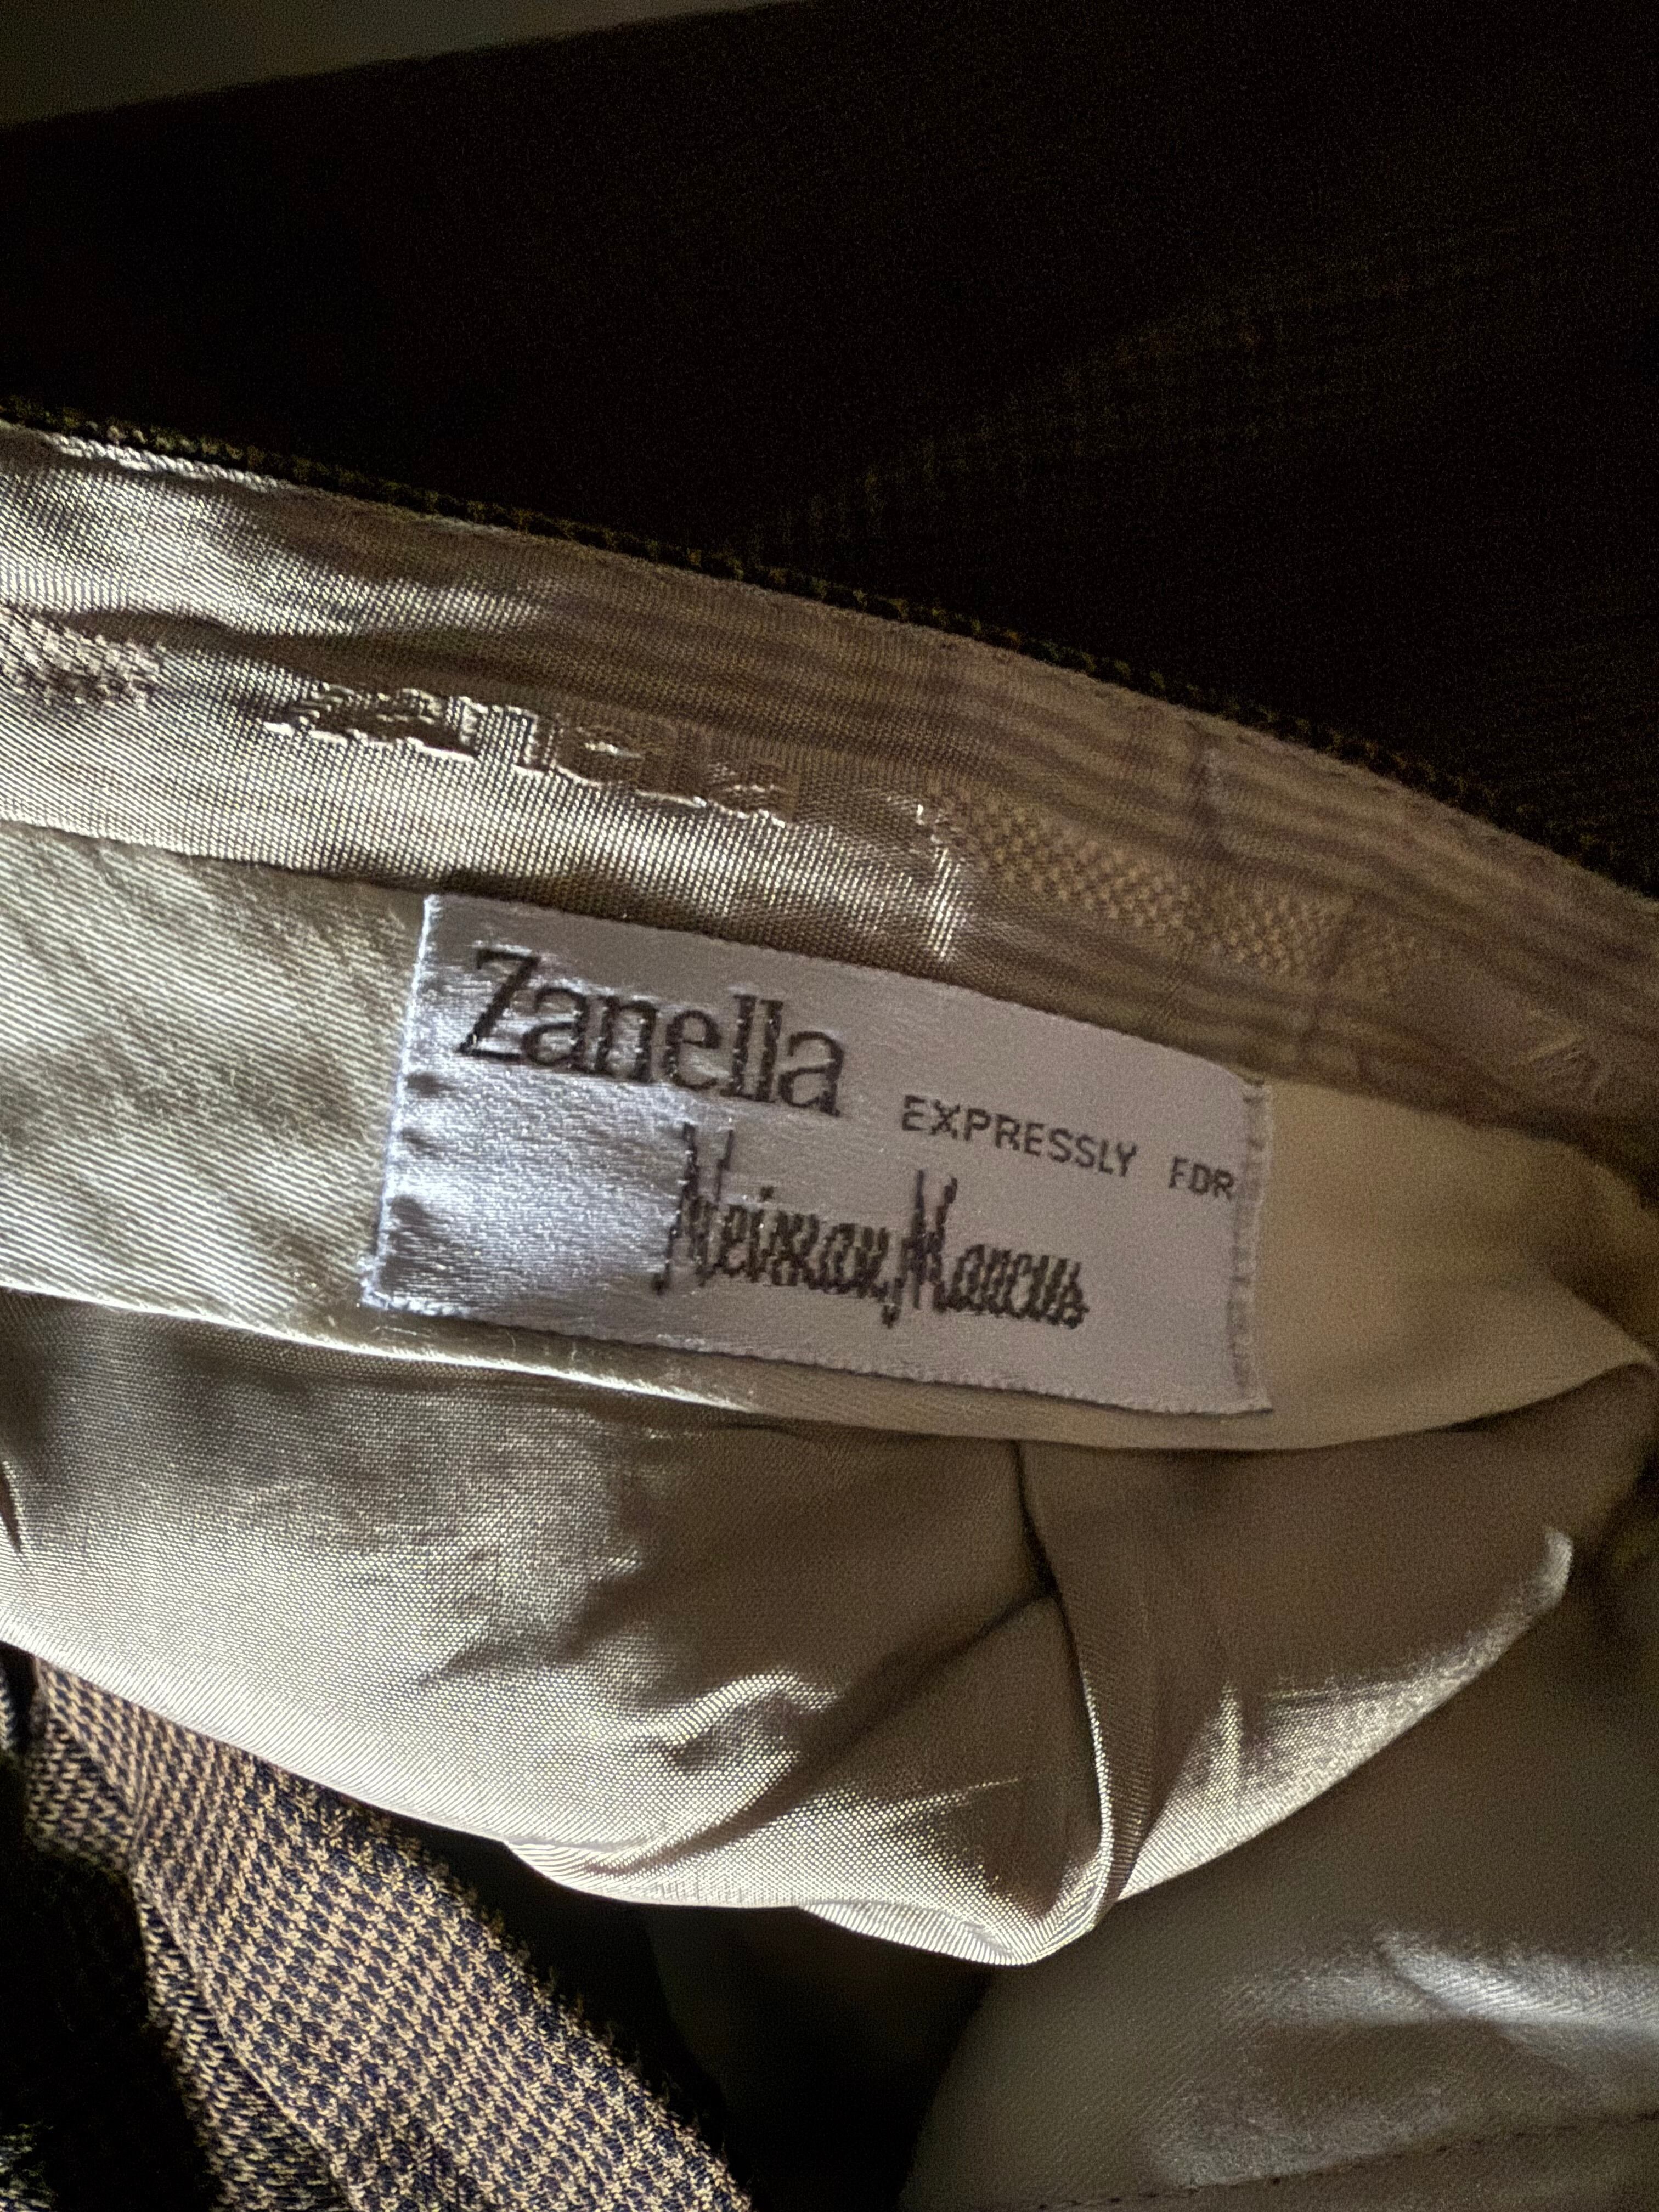 Zanella
EXPRESSLY FOR
Neiman Marcus